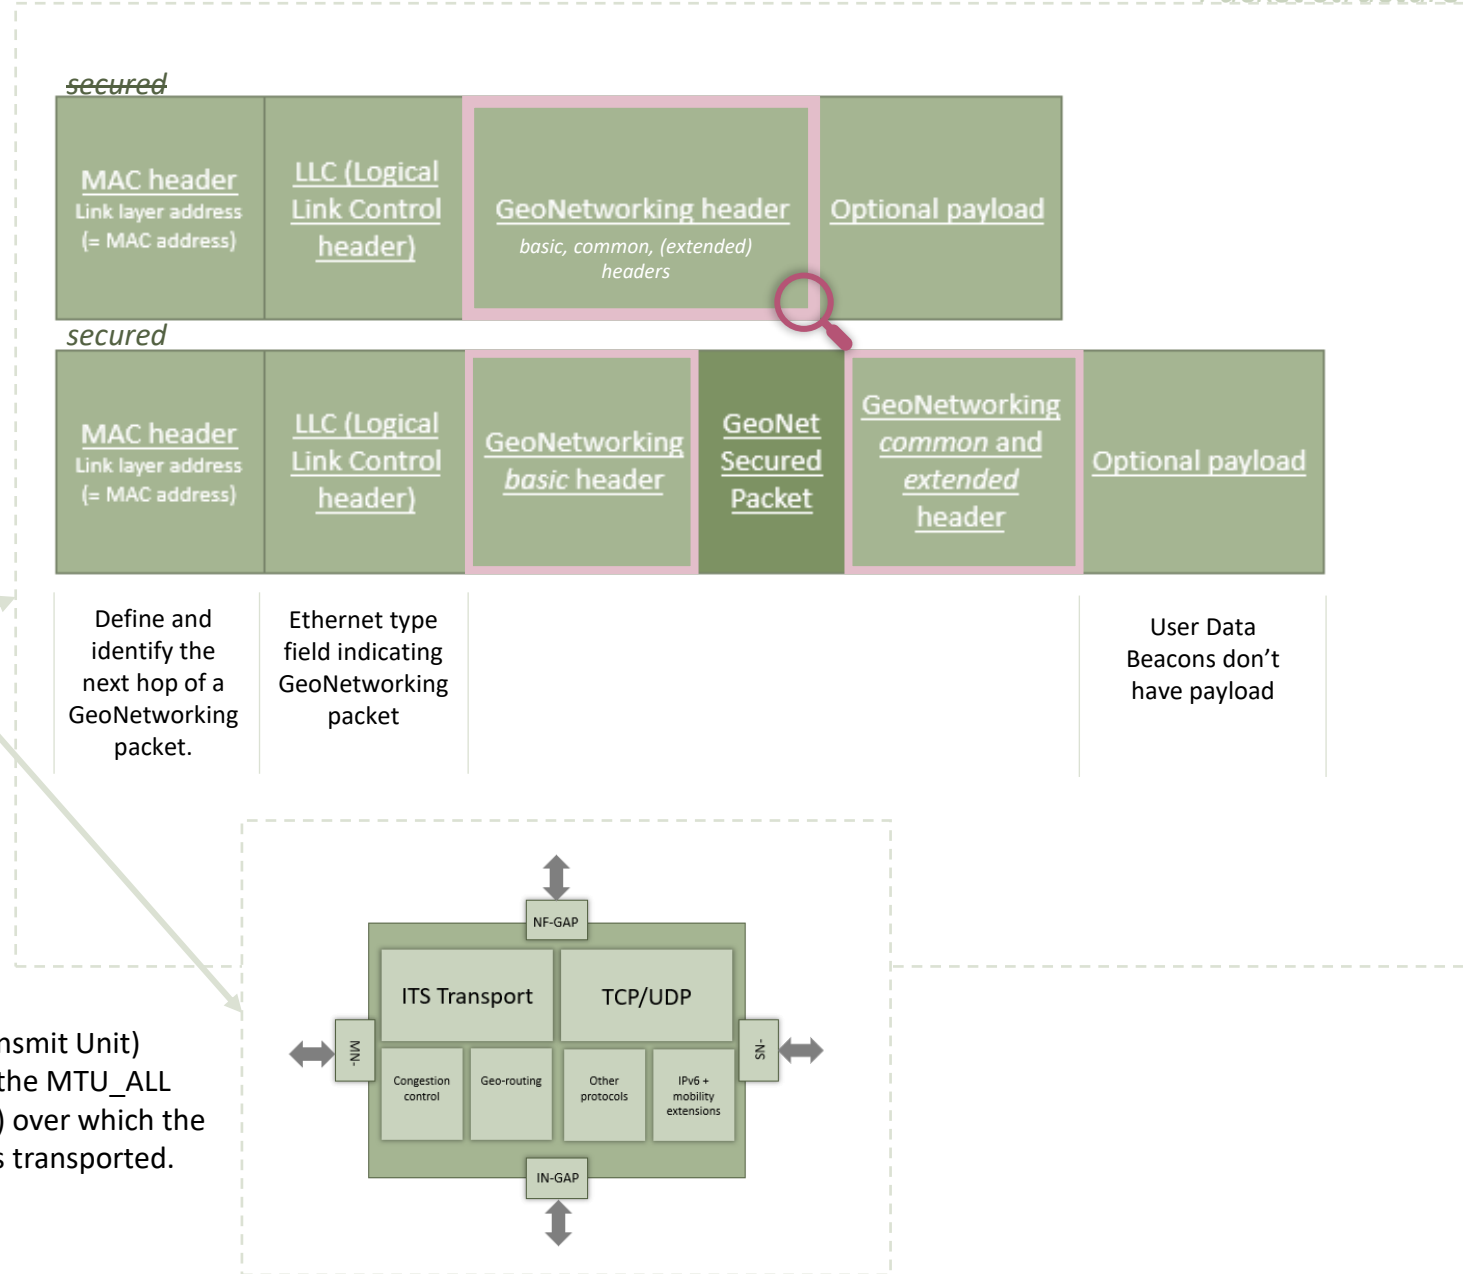 secured
MAC header
Link layer address
(= MAC address)
LLC (Logical
Link Control
header)
GeoNetworking header
basic, common, (extended)
headers
Optional payload
secured
MAC header
Link layer address
(= MAC address)
LLC (Logical
Link Control
header)
GeoNetworking
basic header
GeoNet
Secured
Packet
GeoNetworking
common and
extended
header
Optional payload
Define and
identify the
next hop of a
GeoNetworking
packet.
Ethernet type
field indicating
GeoNetworking
packet
User Data
Beacons don’t
have payload
NF-GAP
ITS Transport
TCP/UDP
MN-
-NS
Congestion
control
Geo-routing
Other
protocols
IPv6 +
mobility
extensions
IN-GAP
nsmit Unit)
the MTU_ALL
) over which the
s transported.